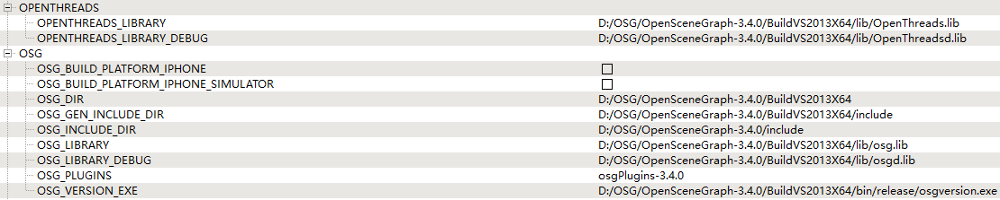 OPENTHREADS
OPENTHREADS_LIBRARY D:/OSG/OpenSceneGraph-3.4.0/BuildVS2013X64/lib/OpenThreads.lib
OPENTHREADS_LIBRARY_DEBUG D:/OSG/OpenSceneGraph-3.4.0/BuildVS2013X64/lib/OpenThreadsd.lib
OSG
OSG_BUILD_PLATFORM_IPHONE
OSG_BUILD_PLATFORM_IPHONE_SIMULATOR
OSG_DIR D:/OSG/OpenSceneGraph-3.4.0/BuildVS2013X64
OSG_GEN_INCLUDE_DIR D:/OSG/OpenSceneGraph-3.4.0/BuildVS2013X64/include
OSG_INCLUDE_DIR D:/OSG/OpenSceneGraph-3.4.0/include
OSG_LIBRARY D:/OSG/OpenSceneGraph-3.4.0/BuildVS2013X64/lib/osg.lib
OSG_LIBRARY_DEBUG D:/OSG/OpenSceneGraph-3.4.0/BuildVS2013X64/lib/osgd.lib
OSG_PLUGINS osgPlugins-3.4.0
OSG_VERSION_EXE D:/OSG/OpenSceneGraph-3.4.0/BuildVS2013X64/bin/release/osgversion.exe